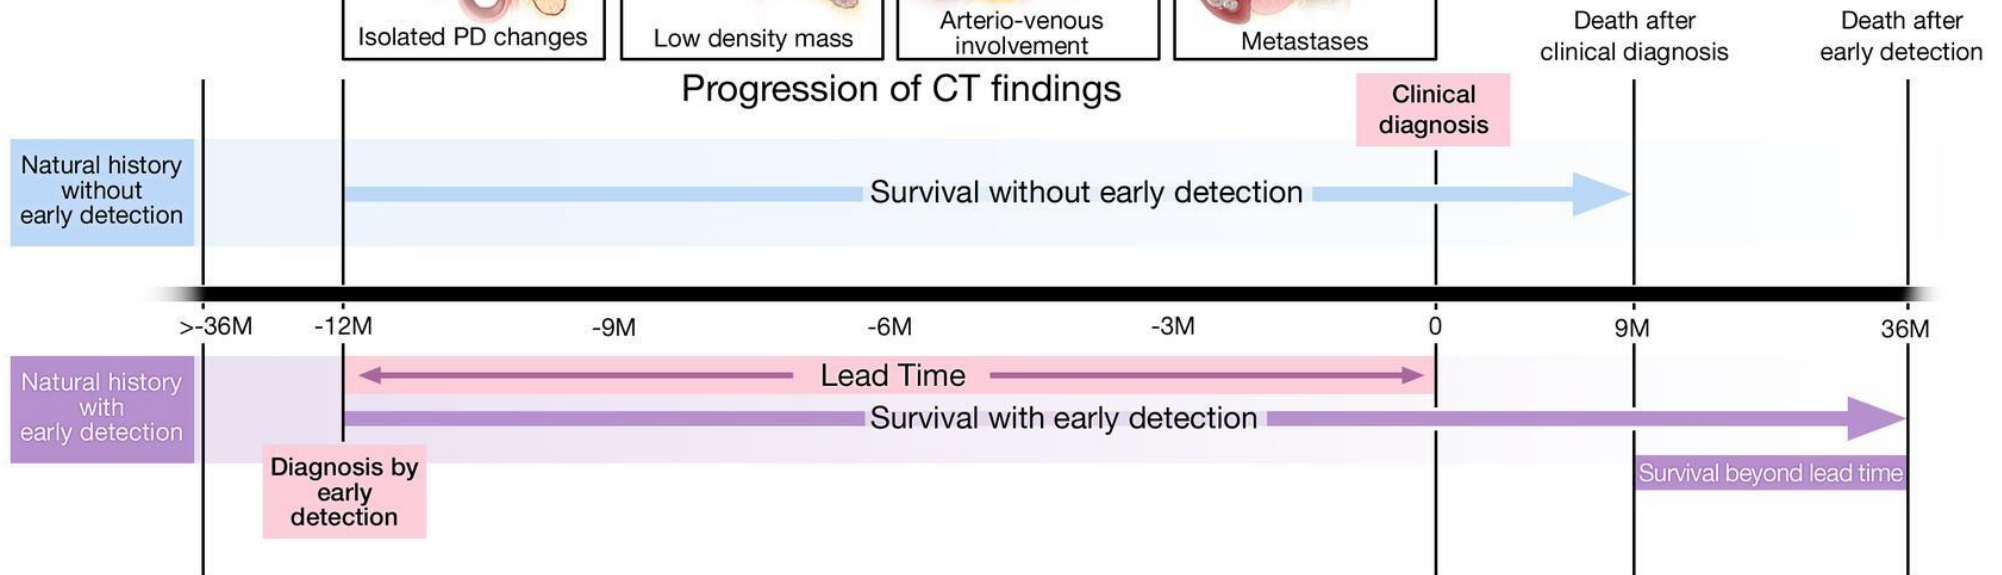 Isolated PD changes
Low density mass
Arterio-venous
involvement
Metastases
Death after
clinical diagnosis
Death after
early detection
Progression of CT findings
Clinical
diagnosis
Natural history
without
early detection
Survival without early detection
>-36M
-12M
-9M
-6M
-3M
0
9M
36M
Natural history
with
early detection
Lead Time
Survival with early detection
Diagnosis by
early
detection
Survival beyond lead time